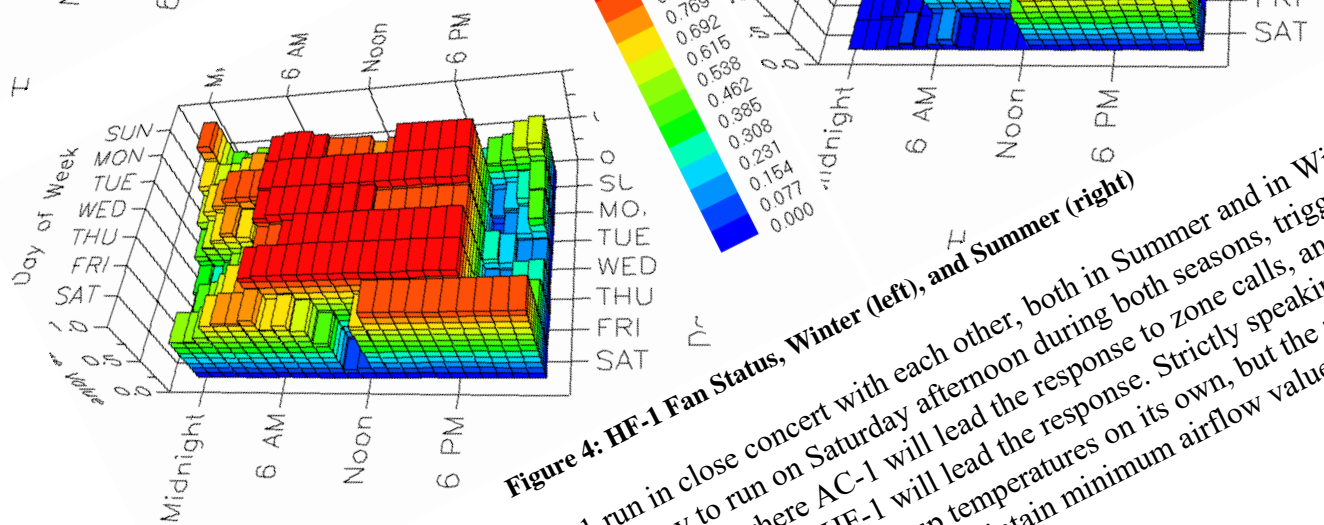 6 AM
Noon
6 PM
SUN
MON
TUE
WED
THU
FRI
SAT
Day of Week
MO.
TUE
WED
THU
FRI
SAT
Midnight
6 AM
Noon
6 PM
0.769
0.692
0.615
0.538
0.462
0.385
0.308
0.231
0.154
0.077
0.000
SAT
6 AM
Noon
6 PM
Figure 4: HF-1 Fan Status, Winter (left), and Summer (right)
run in close concert with each other, both in Summer and in
to run on Saturday afternoon during both seasons,
AC-1 will lead the response to zone calls,
HF-1 will lead the response. Strictly
temperatures on its own, but the
minimum airflow